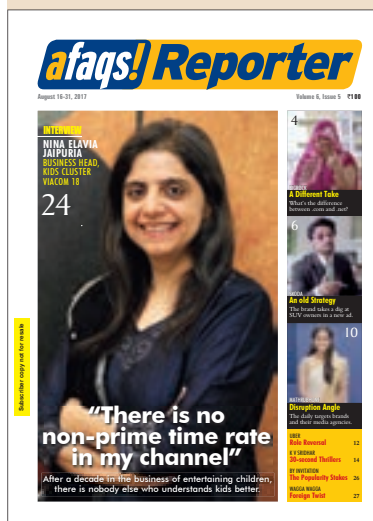 afaqs! Reporter
August 16-31, 2017
Volume 6, Issue 5 ₹100
INTERVIEW
NINA ELAVIA
JAIPURIA
BUSINESS HEAD,
KIDS CLUSTER
VIACOM 18
24
"There is no
non-prime time rate
in my channel"
After a decade in the business of entertaining children,
there is nobody else who understands kids better.
Subscriber copy not for resale
4
A Different Take
What's the difference
between .com and .net?
6
SKODA
An old Strategy
The brand takes a dig at
SUV owners in a new ad.
10
Disruption Angle
The daily targets brands
and their media agencies.
UBER
Role Reversal 12
K V SRIDHAR
30-second Thrillers 14
BY INVITATION
The Popularity Stakes 26
WAGGA WAGGA
Foreign Twist 27